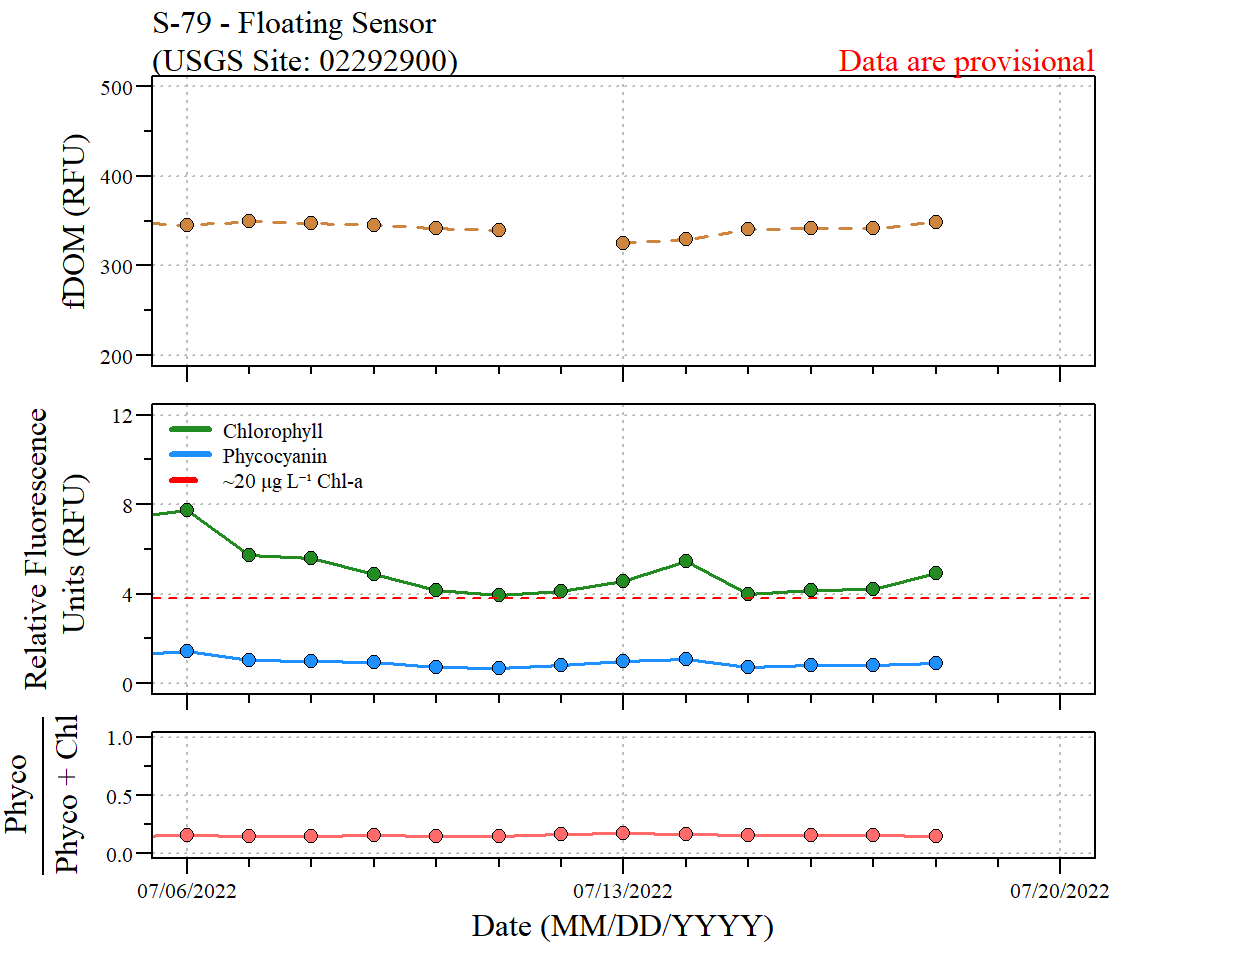 S-79 - Floating Sensor
(USGS Site: 02292900)
Data are provisional
fDOM (RFU)
500
400
300
200
Relative Fluorescence
Units (RFU)
12
8
4
0
Chlorophyll
Phycocyanin
~20 µg L⁻¹ Chl-a
Phyco
Phyco + Chl
1.0
0.5
0.0
07/06/2022
07/13/2022
07/20/2022
Date (MM/DD/YYYY)